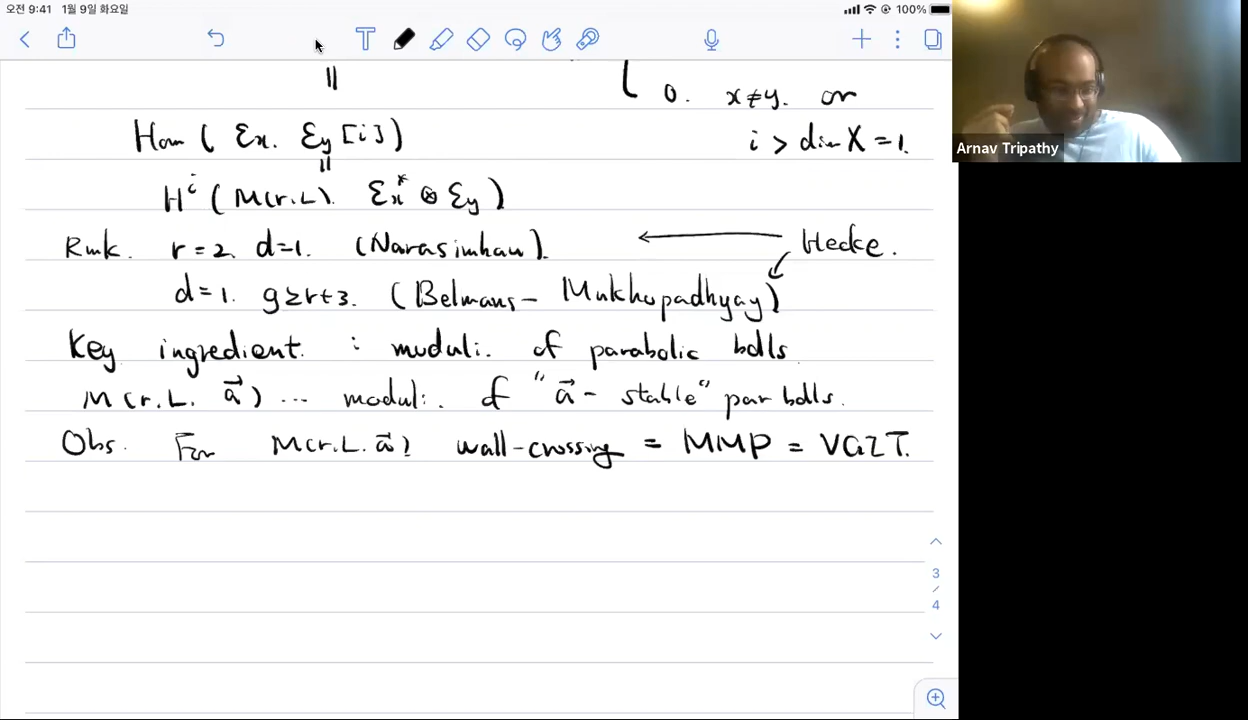 오전 9:41 1월 9일 화요일
100%
Arnav Tripathy
||
0. x≠y. or
Hom ( Ɛx. Ɛy [i] )
i > dim X = 1.
||
H^i ( M(r.L). Ɛx^* ⊗ Ɛy )
Rmk. r = 2. d=1. (Narasimhan). ← Hecke.
d=1. g≥r+3. (Belmans- Mukhopadhyay)
Key ingredient : moduli. of parabolic bdls.
M(r.L. a⃗) ... moduli. of "a⃗- stable" par bdls.
Obs. For M(r.L. a⃗) wall-crossing = MMP = VGIT.
3
/
4